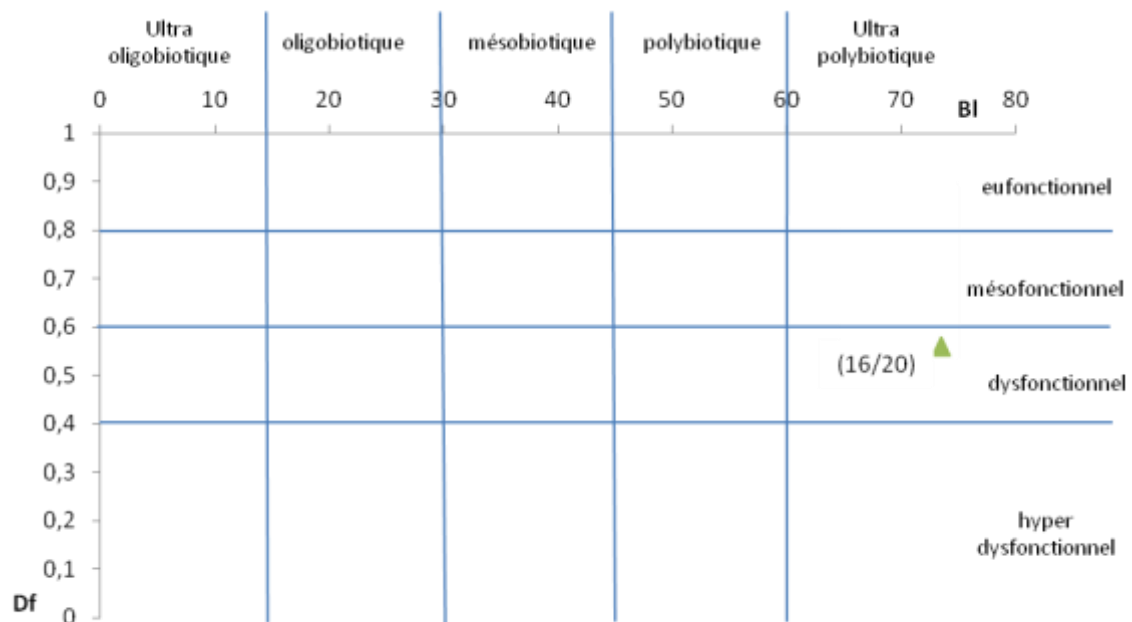 Ultra
oligobiotique
oligobiotique
mésobiotique
polybiotique
Ultra
polybiotique
0 10 20 30 40 50 60 70 80
Bl
1
0,9
eufonctionnel
0,8
0,7
mésofonctionnel
0,6
(16/20)
0,5
dysfonctionnel
0,4
0,3
0,2
hyper
dysfonctionnel
0,1
Df
0